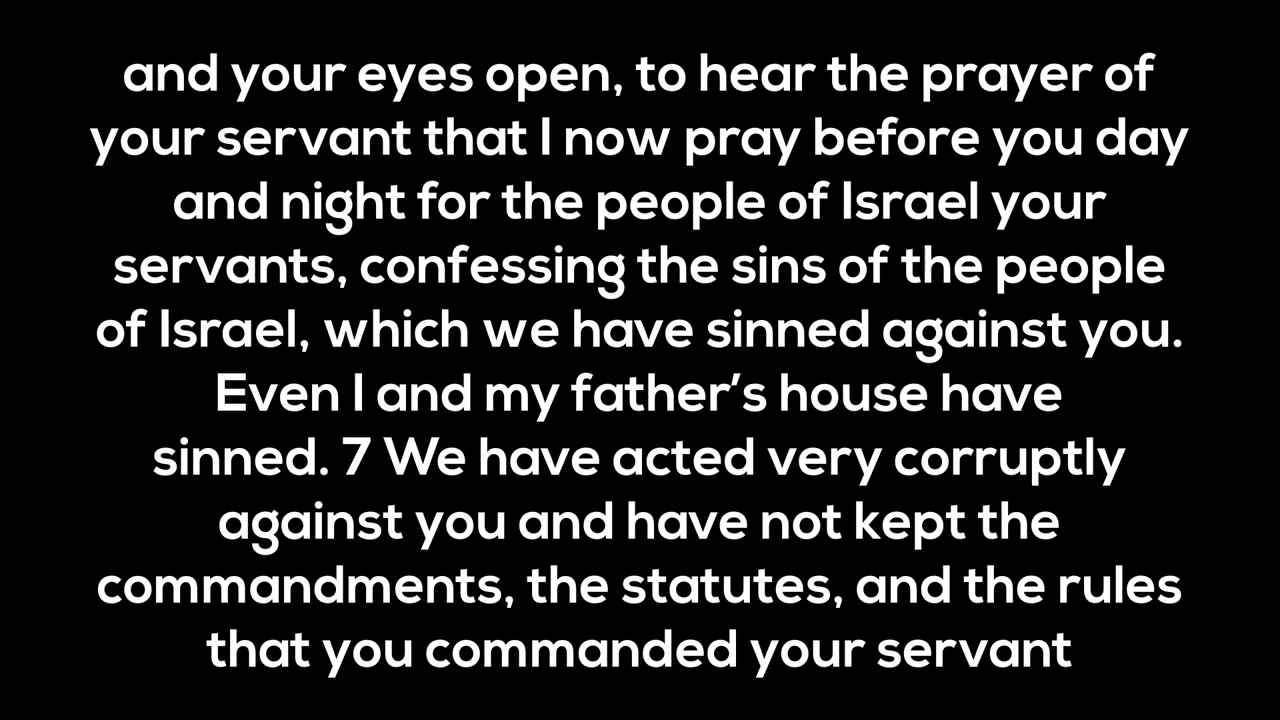 and your eyes open, to hear the prayer of
your servant that I now pray before you day
and night for the people of Israel your
servants, confessing the sins of the people
of Israel, which we have sinned against you.
Even I and my father’s house have
sinned. 7 We have acted very corruptly
against you and have not kept the
commandments, the statutes, and the rules
that you commanded your servant